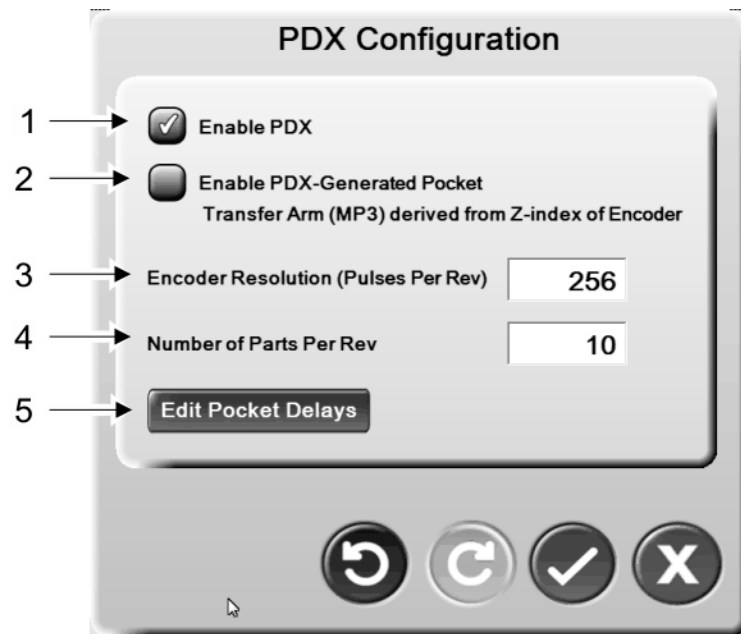 PDX Configuration
1 Enable PDX
2 Enable PDX-Generated Pocket
Transfer Arm (MP3) derived from Z-index of Encoder
3 Encoder Resolution (Pulses Per Rev) 256
4 Number of Parts Per Rev 10
5 Edit Pocket Delays